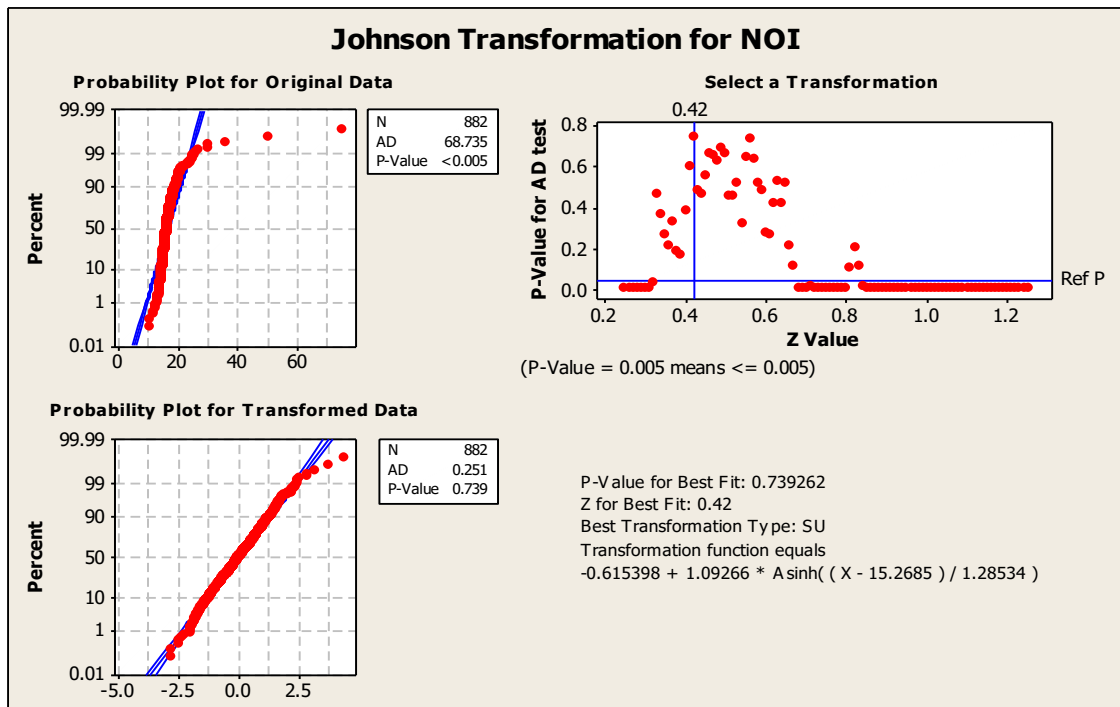 Johnson Transformation for NOI
Probability Plot for Original Data
99.99
99
90
50
10
1
0.01
Percent
0
20
40
60
N 882
AD 68.735
P-Value <0.005
Select a Transformation
0.42
0.8
0.6
0.4
0.2
0.0
P-Value for AD test
Ref P
0.2
0.4
0.6
0.8
1.0
1.2
Z Value
(P-Value = 0.005 means <= 0.005)
Probability Plot for Transformed Data
99.99
99
90
50
10
1
0.01
Percent
-5.0
-2.5
0.0
2.5
N 882
AD 0.251
P-Value 0.739
P-Value for Best Fit: 0.739262
Z for Best Fit: 0.42
Best Transformation Type: SU
Transformation function equals
-0.615398 + 1.09266 * Asinh( ( X - 15.2685 ) / 1.28534 )